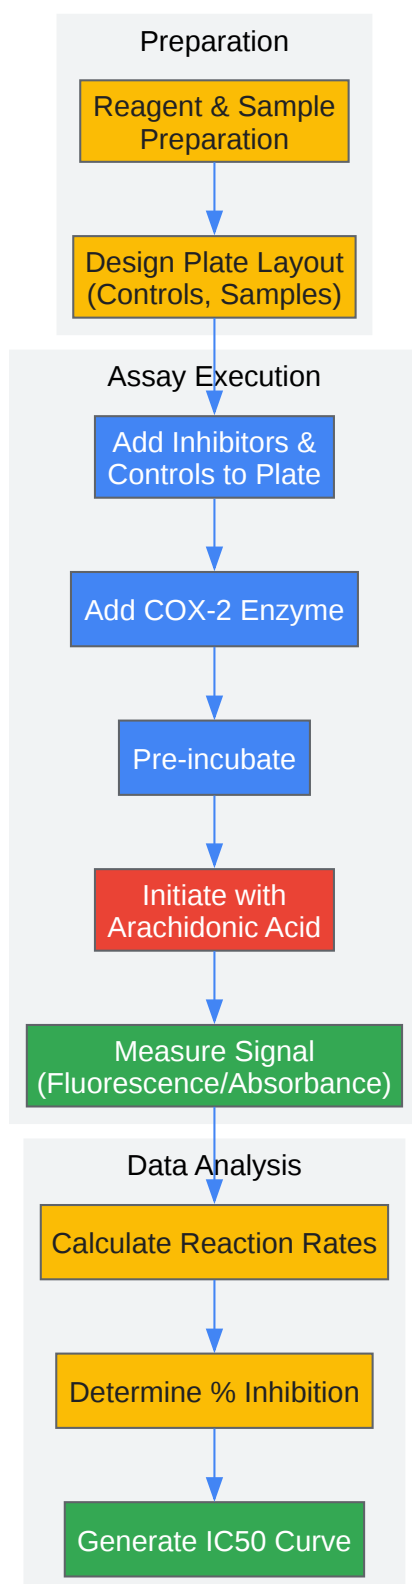 Preparation
Reagent & Sample
Preparation
Design Plate Layout
(Controls, Samples)
Assay Execution
Add Inhibitors &
Controls to Plate
Add COX-2 Enzyme
Pre-incubate
Initiate with
Arachidonic Acid
Measure Signal
(Fluorescence/Absorbance)
Data Analysis
Calculate Reaction Rates
Determine % Inhibition
Generate IC50 Curve